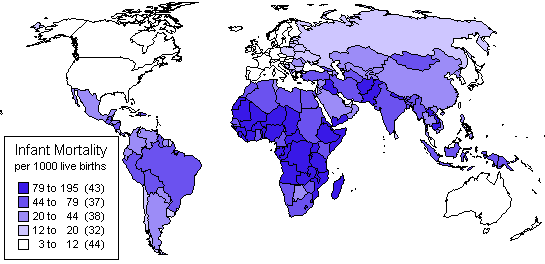 Infant Mortality
per 1000 live births
79 to 195 (43)
44 to 79 (37)
20 to 44 (38)
12 to 20 (32)
3 to 12 (44)